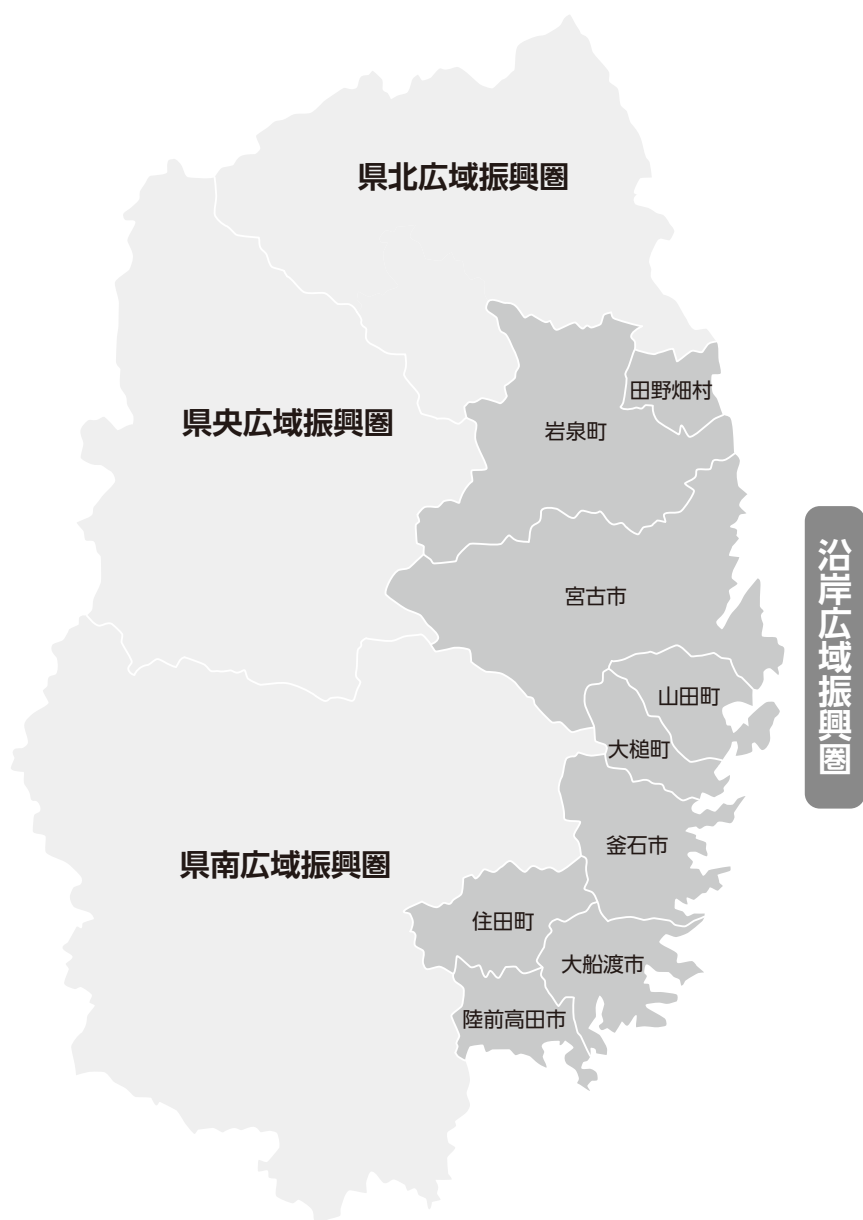 県北広域振興圏
田野畑村
岩泉町
県央広域振興圏
沿岸広域振興圏
宮古市
山田町
大槌町
釜石市
県南広域振興圏
住田町
大船渡市
陸前高田市